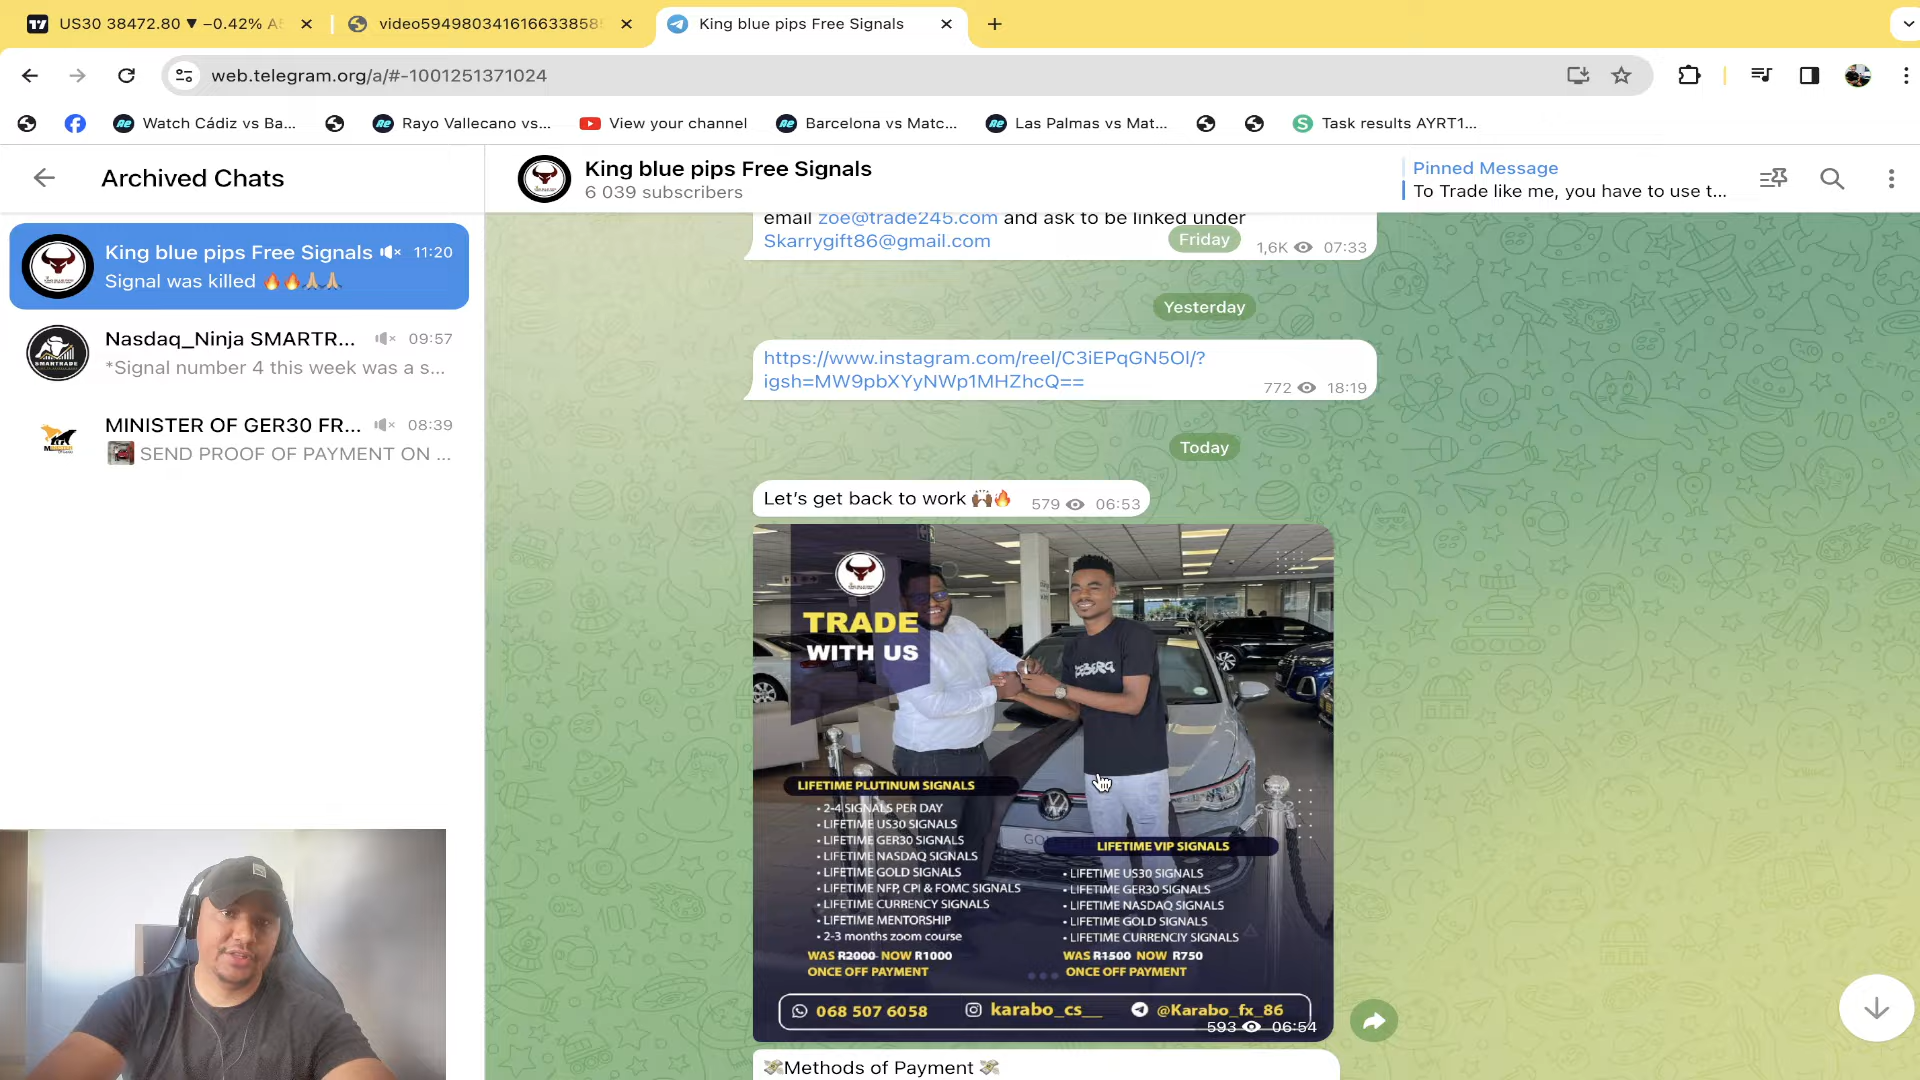 US30 38472.80 ▼ −0.42% A
video5949803416166338585
King blue pips Free Signals
web.telegram.org/a/#-1001251371024
Watch Cádiz vs Ba...
Rayo Vallecano vs...
View your channel
Barcelona vs Matc...
Las Palmas vs Mat...
Task results AYRT1...
Archived Chats
King blue pips Free Signals 11:20
Signal was killed 🔥🔥🙏🏽🙏🏽
Nasdaq_Ninja SMARTR... 09:57
*Signal number 4 this week was a s...
MINISTER OF GER30 FR... 08:39
SEND PROOF OF PAYMENT ON ...
King blue pips Free Signals
6 039 subscribers
Pinned Message
To Trade like me, you have to use t...
email zoe@trade245.com and ask to be linked under
Skarrygift86@gmail.com
Friday
1,6K 07:33
Yesterday
https://www.instagram.com/reel/C3iEPqGN5Ol/?
igsh=MW9pbXYyNWp1MHZhcQ==
772 18:19
Today
Let's get back to work 🙌🏾🔥 579 06:53
TRADE
WITH US
ICEBERG
LIFETIME PLUTINUM SIGNALS
• 2-4 SIGNALS PER DAY
• LIFETIME US30 SIGNALS
• LIFETIME GER30 SIGNALS
• LIFETIME NASDAQ SIGNALS
• LIFETIME GOLD SIGNALS
• LIFETIME NFP, CPI & FOMC SIGNALS
• LIFETIME CURRENCY SIGNALS
• LIFETIME MENTORSHIP
• 2-3 months zoom course
WAS R2000 NOW R1000
ONCE OFF PAYMENT
LIFETIME VIP SIGNALS
• LIFETIME US30 SIGNALS
• LIFETIME GER30 SIGNALS
• LIFETIME NASDAQ SIGNALS
• LIFETIME GOLD SIGNALS
• LIFETIME CURRENCIY SIGNALS
WAS R1500 NOW R750
ONCE OFF PAYMENT
068 507 6058
karabo_cs__
@Karabo_fx_86
593 06:54
💸Methods of Payment 💸